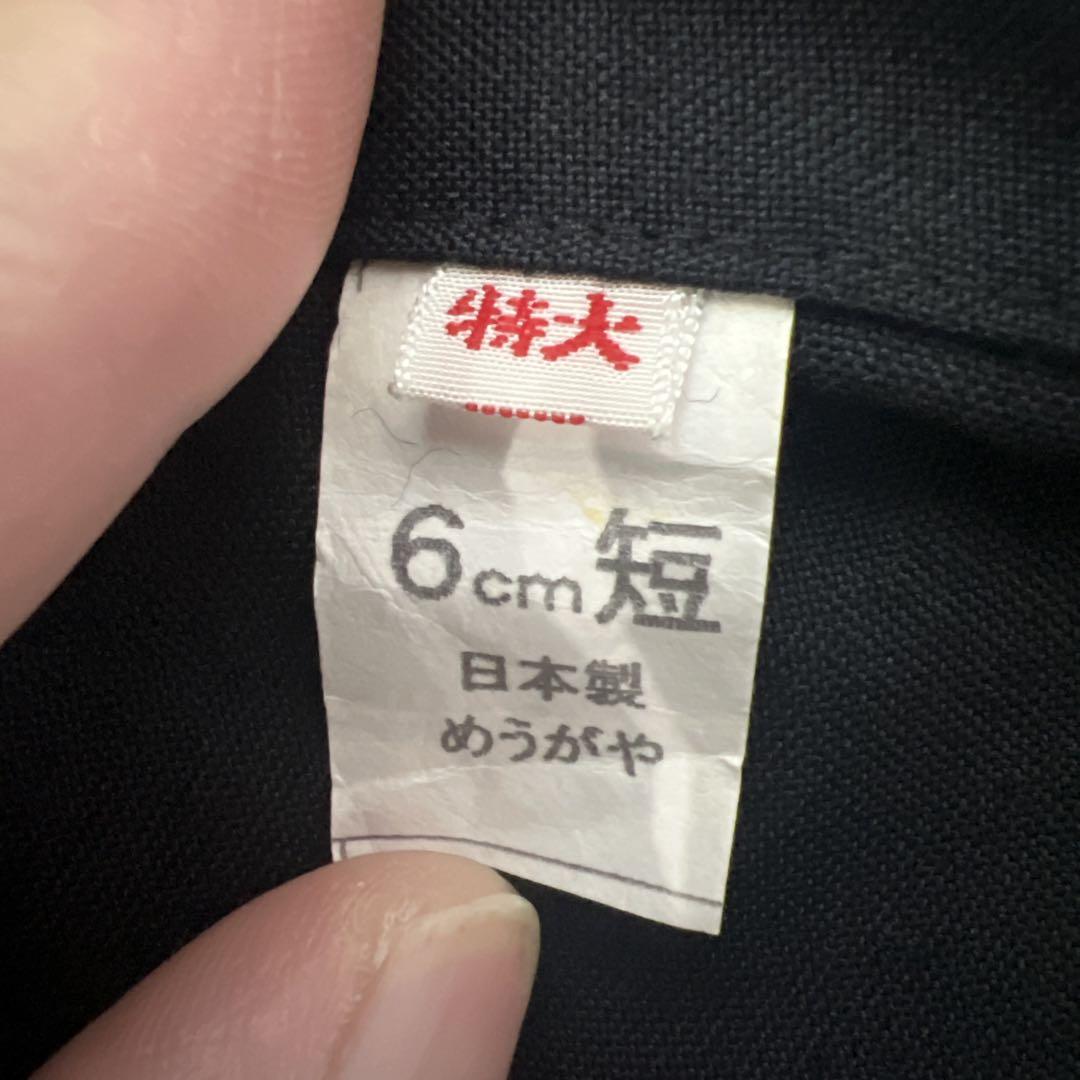 特大
6cm短
日本製
めうがや